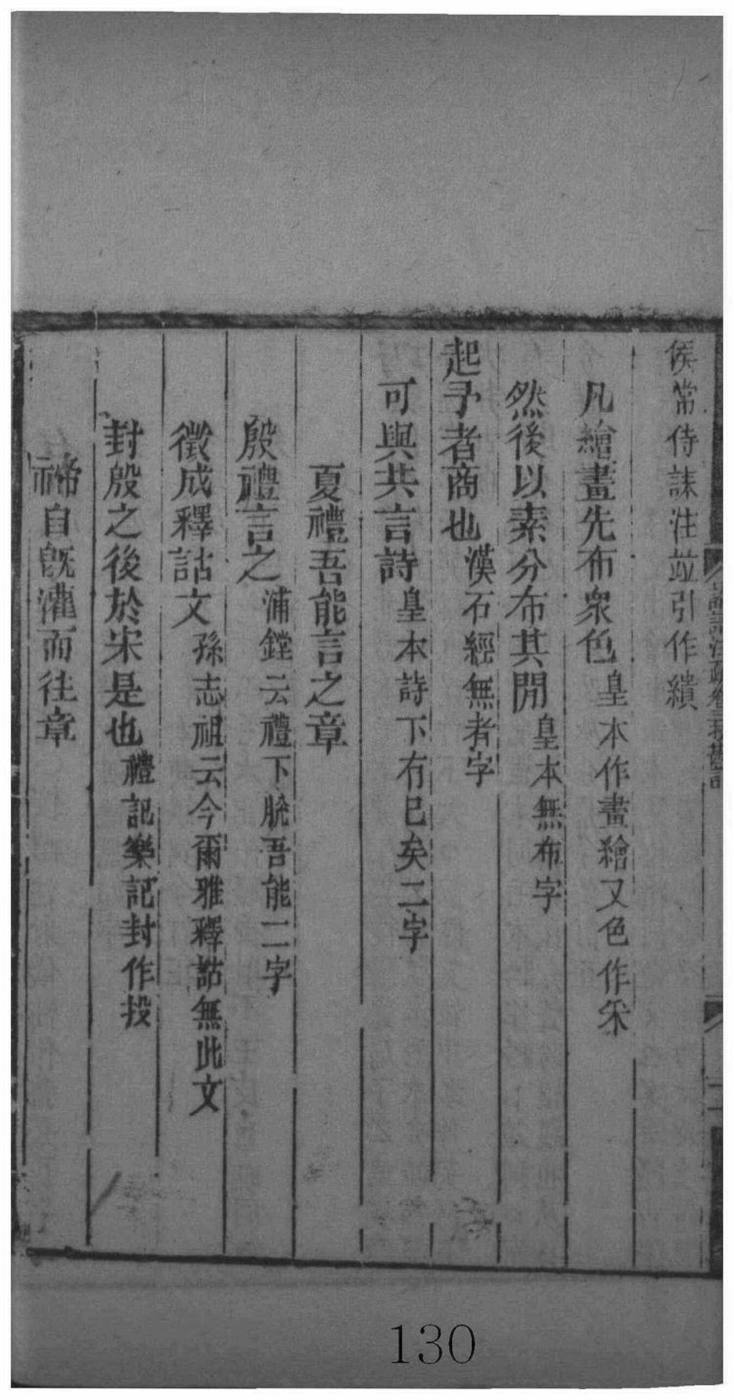 侯常侍誄注竝引作繢
凡繪畫先布衆色皇本作畫繪又色作采
然後以素分布其閒皇本無布字
起予者商也漢石經無者字
可與共言詩皇本詩下有已矣二字
夏禮吾能言之章
殷禮言之浦鏜云禮下脫吾能二字
徵成釋詁文孫志祖云今爾雅釋詁無此文
封殷之後於宋是也禮記樂記封作投
禘自旣灌而往章
130